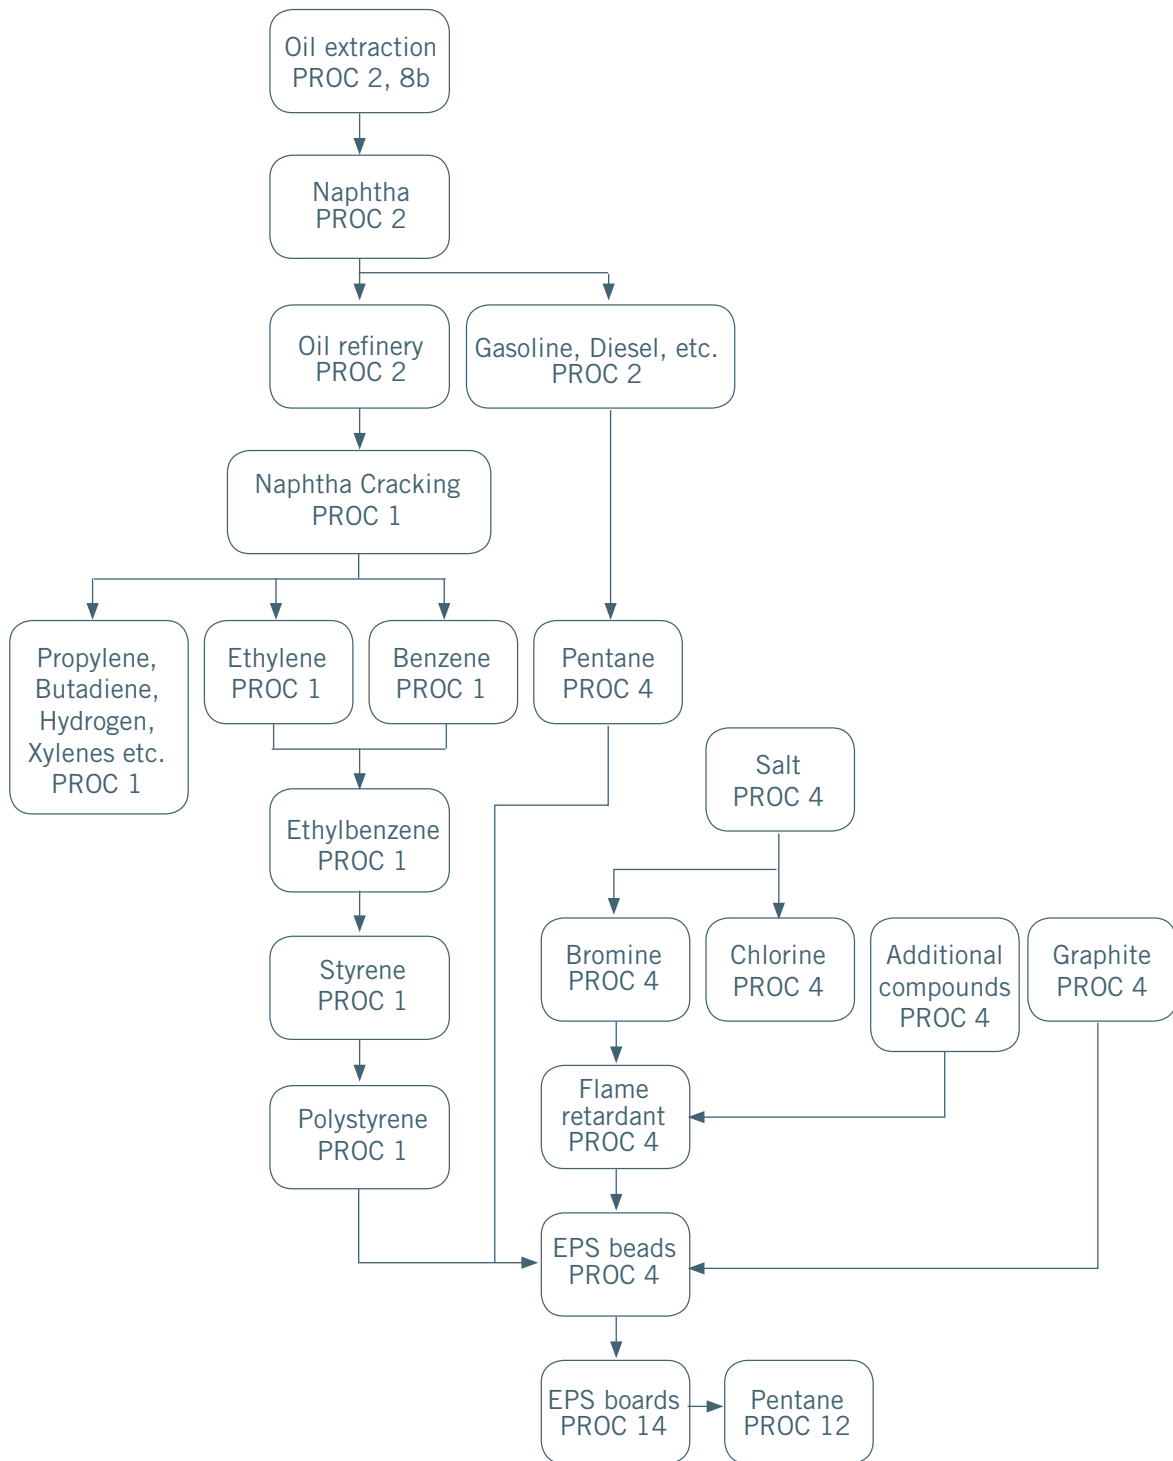 Oil extraction
PROC 2, 8b
Naphtha
PROC 2
Oil refinery
PROC 2
Gasoline, Diesel, etc.
PROC 2
Naphtha Cracking
PROC 1
Propylene,
Butadiene,
Hydrogen,
Xylenes etc.
PROC 1
Ethylene
PROC 1
Benzene
PROC 1
Pentane
PROC 4
Salt
PROC 4
Ethylbenzene
PROC 1
Styrene
PROC 1
Bromine
PROC 4
Chlorine
PROC 4
Additional
compounds
PROC 4
Graphite
PROC 4
Polystyrene
PROC 1
Flame
retardant
PROC 4
EPS beads
PROC 4
EPS boards
PROC 14
Pentane
PROC 12